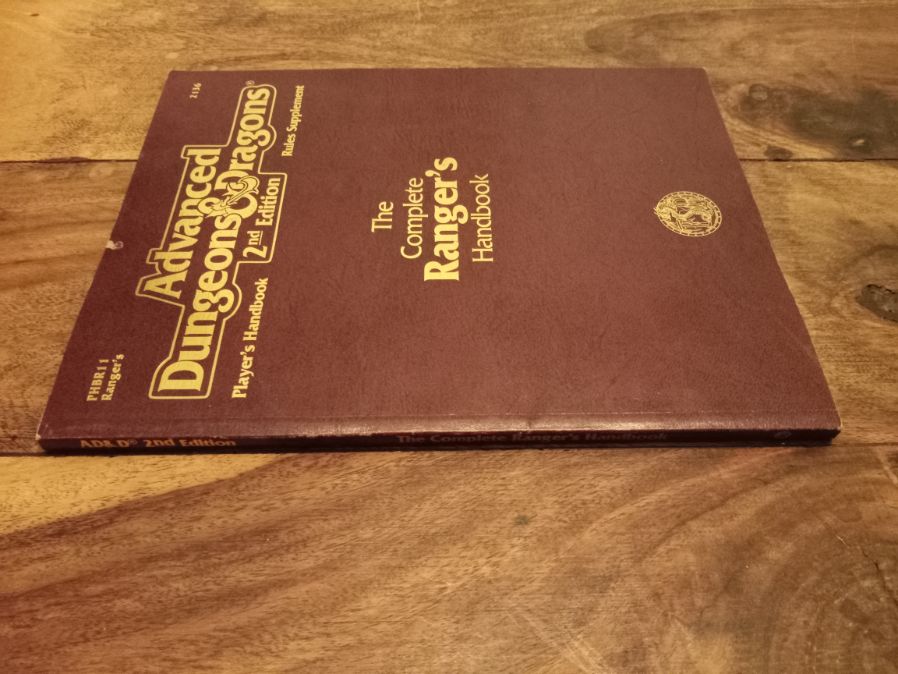 PHBR11
Ranger's
2136
Advanced
Dungeons & Dragons®
2nd Edition
Player's Handbook
Rules Supplement
The
Complete
Ranger's
Handbook
AD&D® 2nd Edition
The Complete Ranger's Handbook